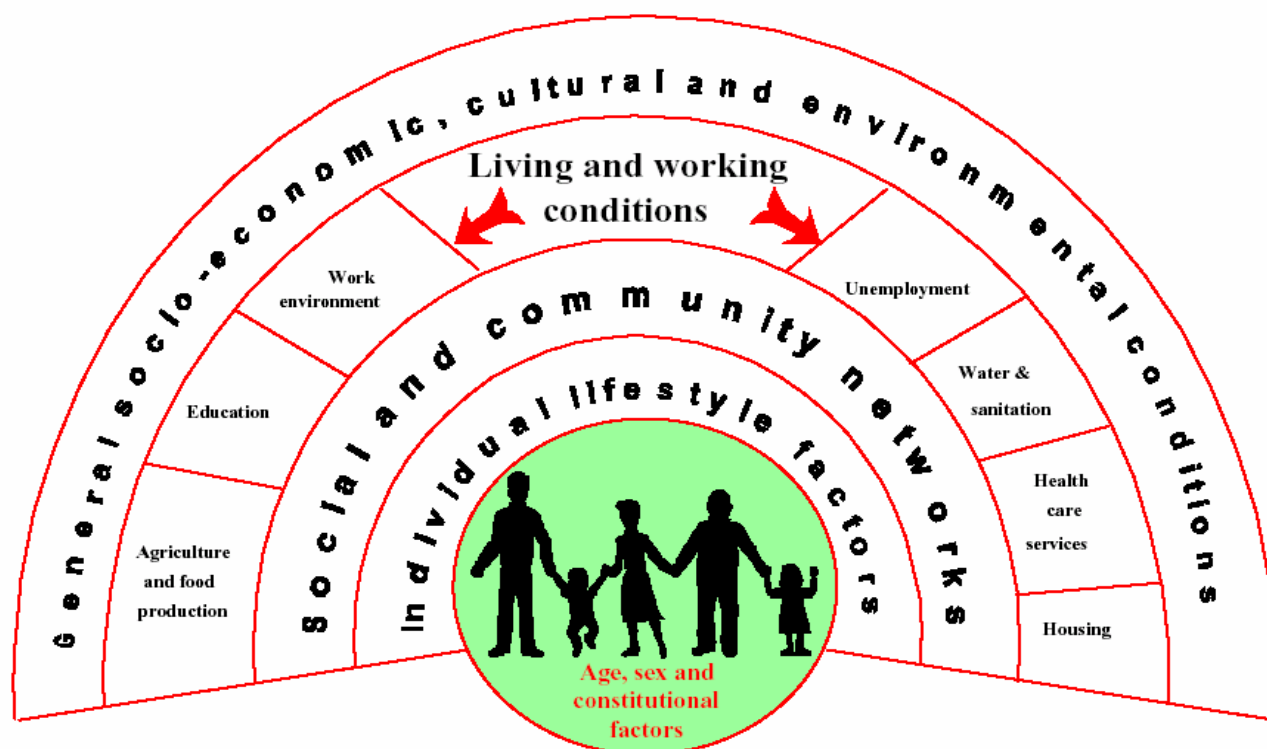 General socio-economic, cultural and environmental conditions
Living and working
conditions
Work
environment
Unemployment
Education
Water &
sanitation
Agriculture
and food
production
Health
care
services
Housing
Social and community networks
Individual lifestyle factors
Age, sex and
constitutional
factors